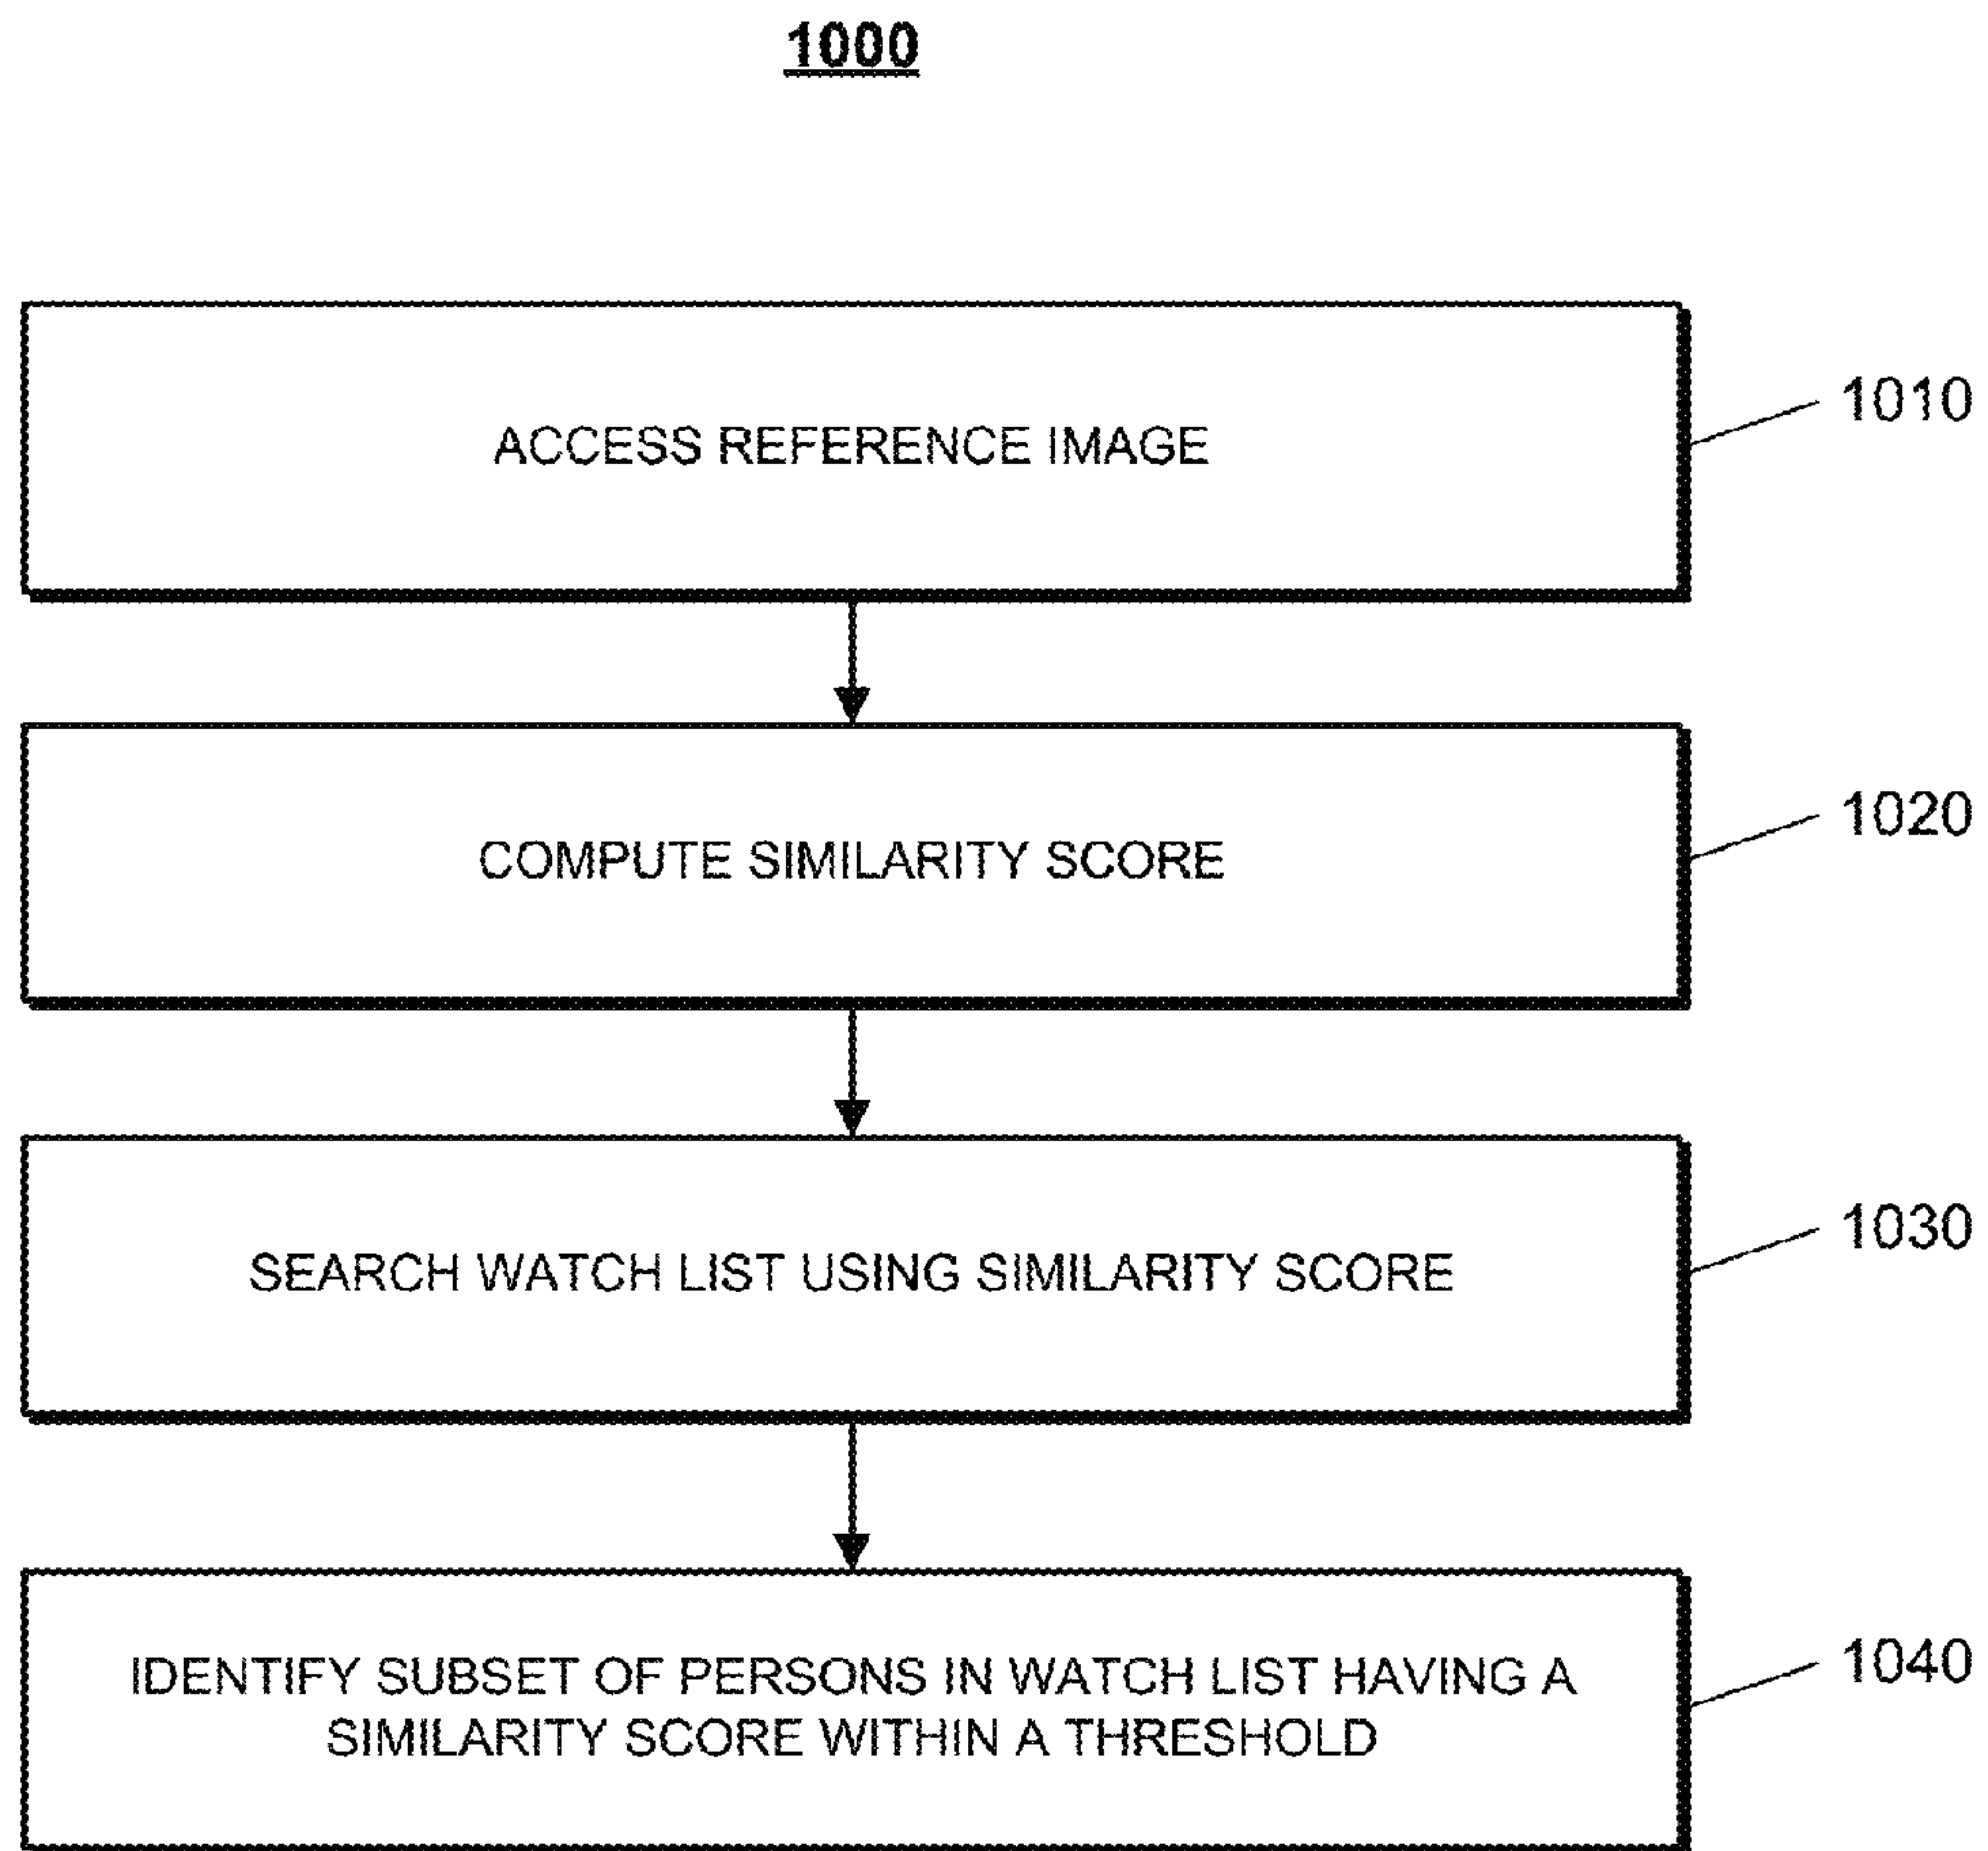 1000
ACCESS REFERENCE IMAGE
1010
COMPUTE SIMILARITY SCORE
1020
SEARCH WATCH LIST USING SIMILARITY SCORE
1030
IDENTIFY SUBSET OF PERSONS IN WATCH LIST HAVING A
SIMILARITY SCORE WITHIN A THRESHOLD
1040